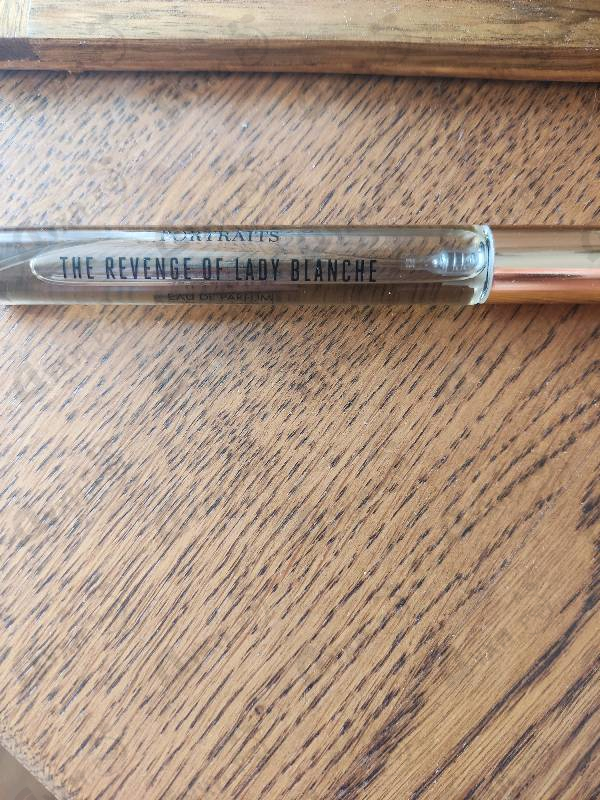 PORTRAITS
THE REVENGE OF LADY BLANCHE
EAU DE PARFUM